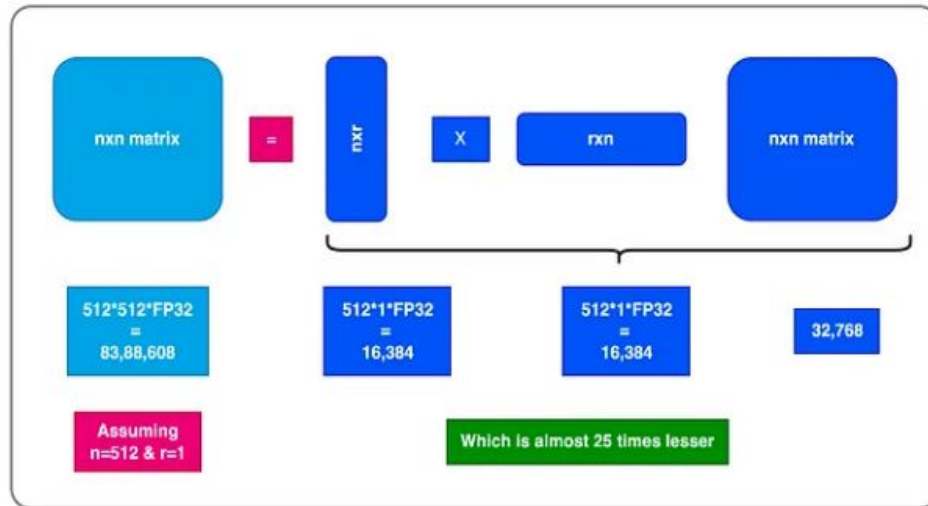 nxn matrix
=
nxr
X
rxn
nxn matrix
512*512*FP32
=
83,88,608
512*1*FP32
=
16,384
512*1*FP32
=
16,384
32,768
Assuming
n=512 & r=1
Which is almost 25 times lesser